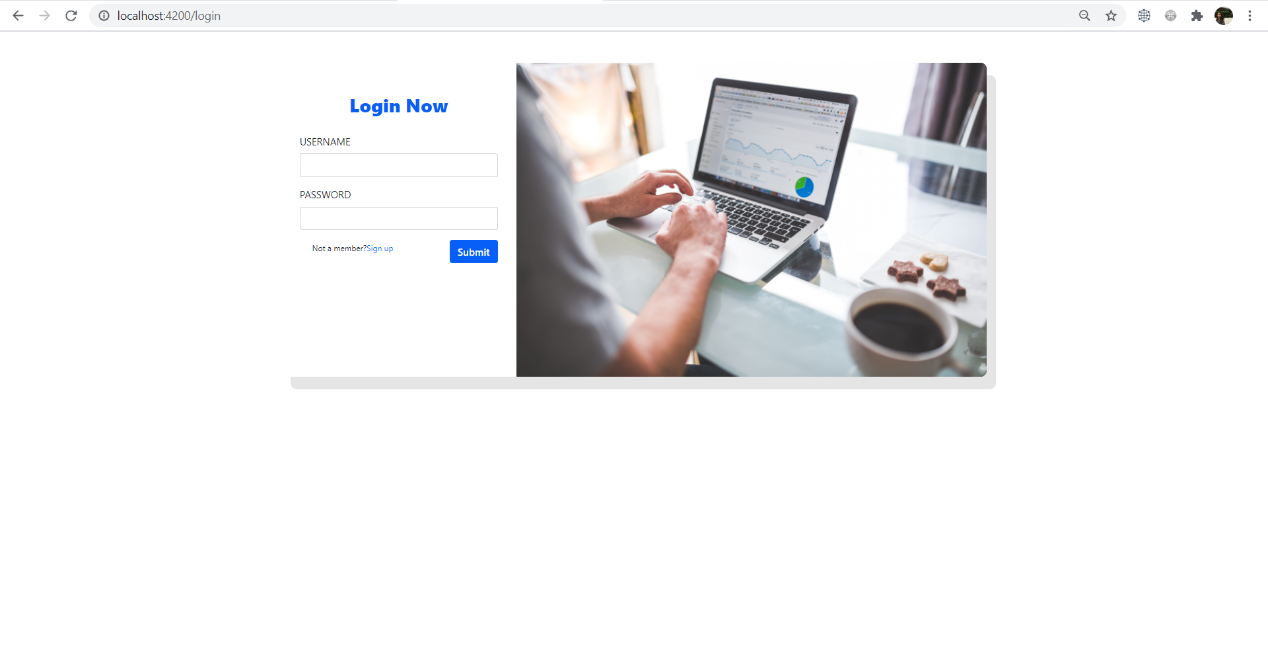 localhost:4200/login
Login Now
USERNAME
PASSWORD
Not a member?Sign up
Submit